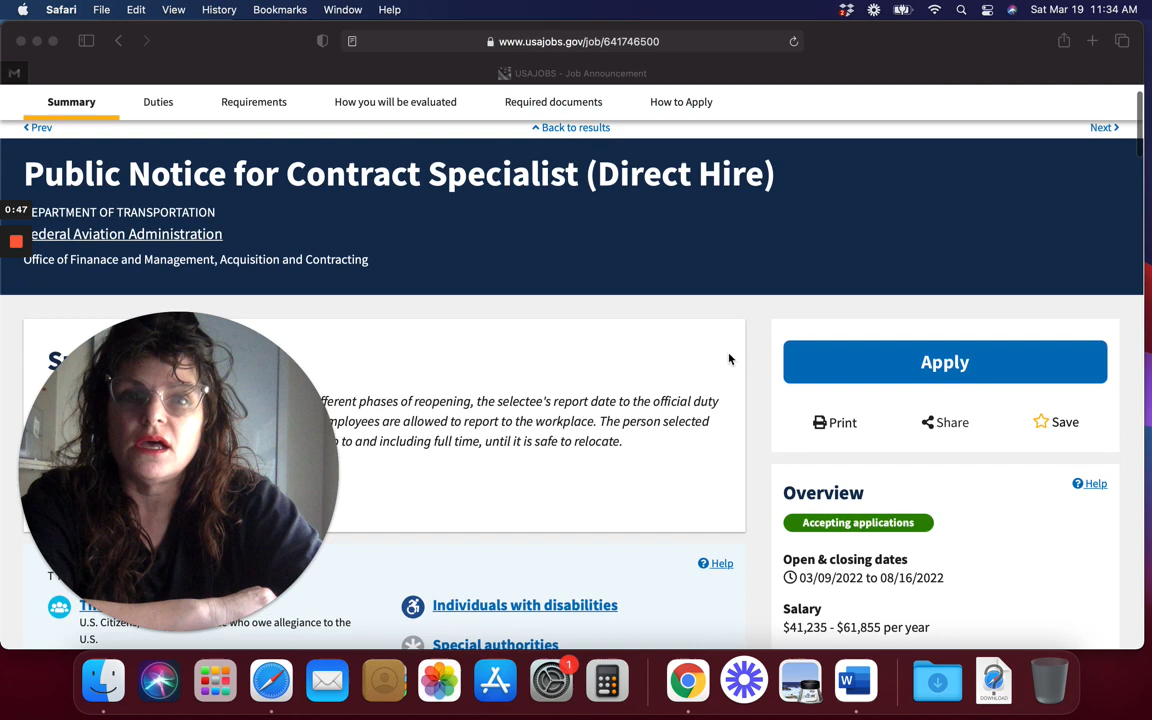 Safari File Edit View History Bookmarks Window Help Sat Mar 19 11:34 AM
www.usajobs.gov/job/641746500
USAJOBS - Job Announcement
Summary Duties Requirements How you will be evaluated Required documents How to Apply
Prev Back to results Next
Public Notice for Contract Specialist (Direct Hire)
EPARTMENT OF TRANSPORTATION
0:47
ederal Aviation Administration
Office of Finanace and Management, Acquisition and Contracting
S
fferent phases of reopening, the selectee's report date to the official duty
mployees are allowed to report to the workplace. The person selected
p to and including full time, until it is safe to relocate.
Apply
Print Share Save
Help
Overview
Accepting applications
Open & closing dates
03/09/2022 to 08/16/2022
Salary
$41,235 - $61,855 per year
Help
T
Individuals with disabilities
U.S. Citizens, who owe allegiance to the
U.S.
Special authorities
1
W
DOWNLOAD